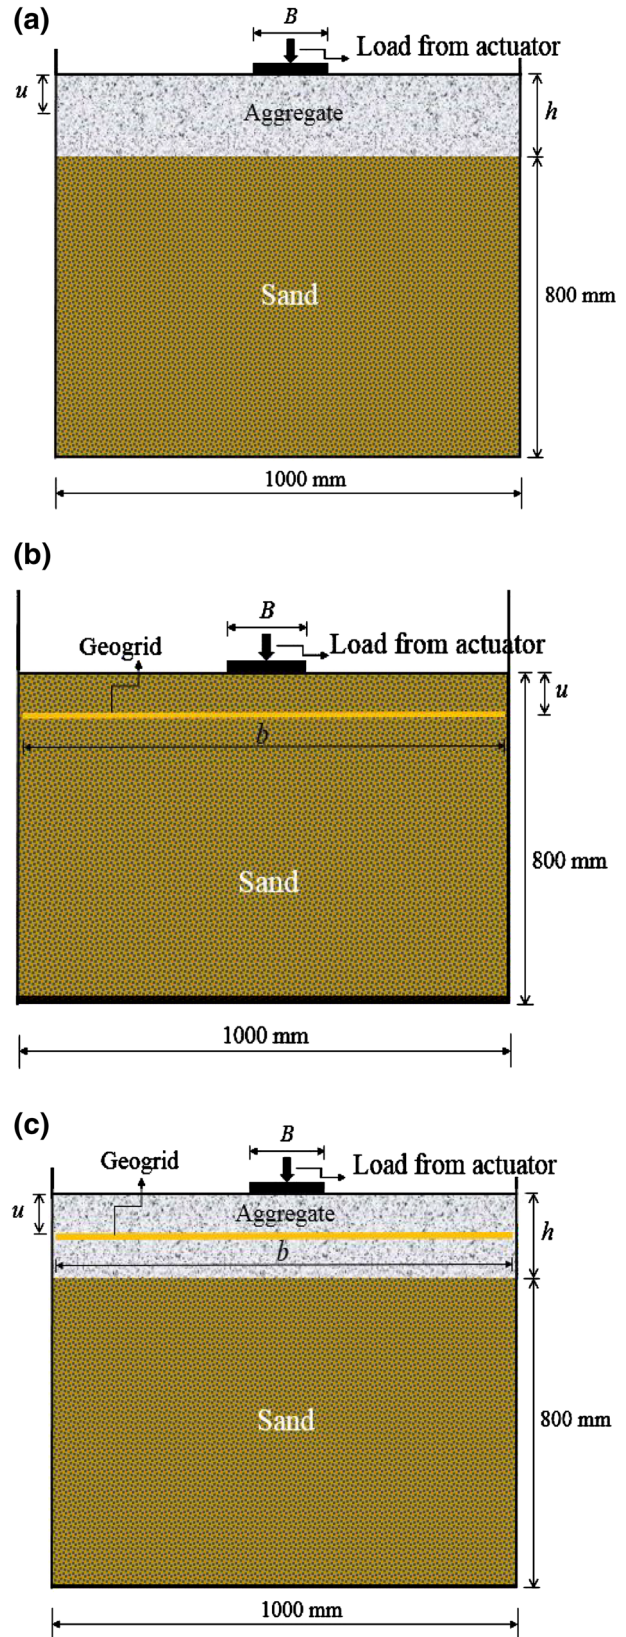 (a)
B
Load from actuator
u
Aggregate
h
Sand
800 mm
1000 mm
(b)
B
Geogrid
Load from actuator
u
b
800 mm
Sand
1000 mm
(c)
B
Geogrid
Load from actuator
u
Aggregate
h
b
Sand
800 mm
1000 mm